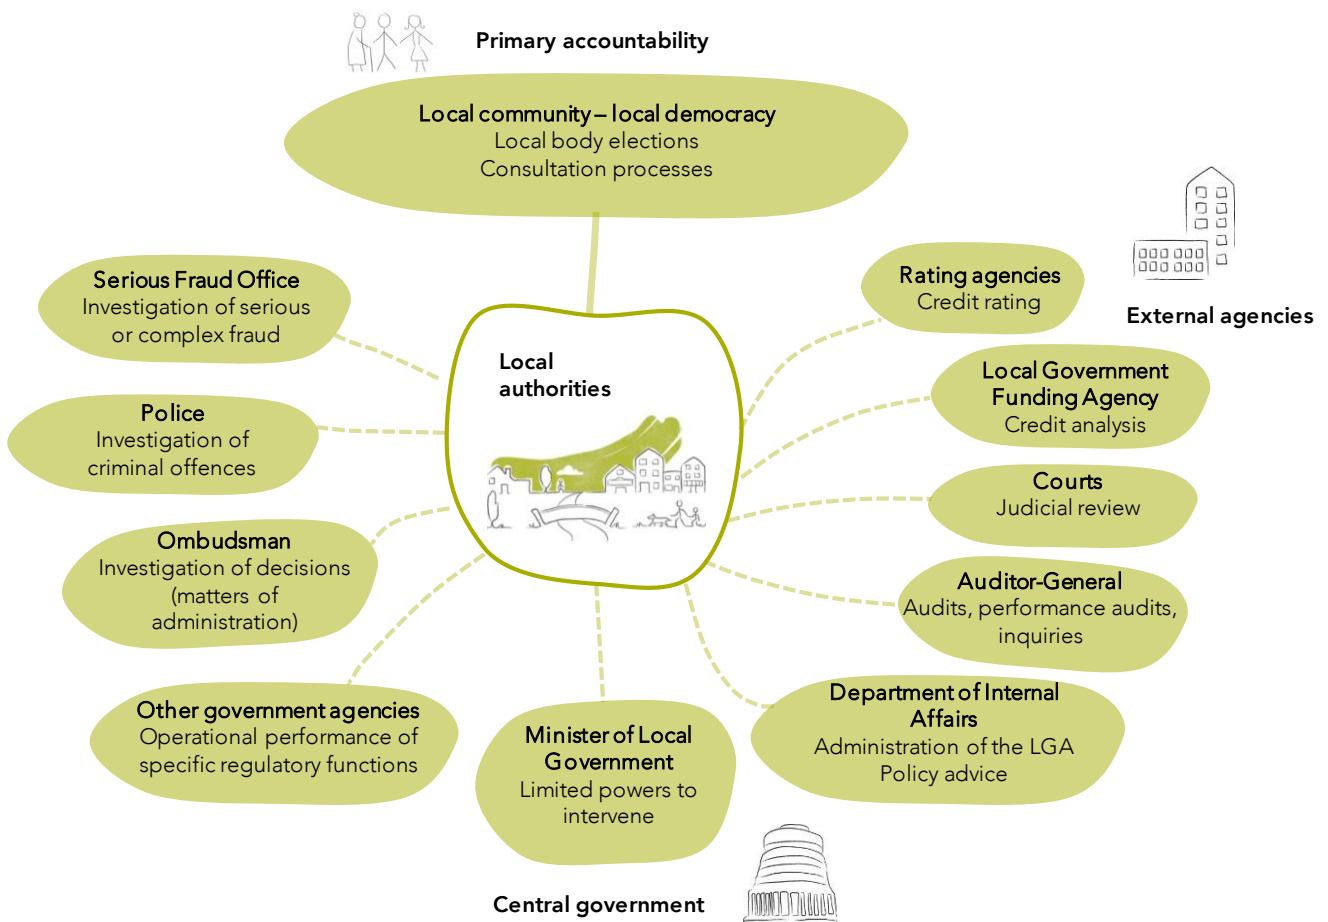 Primary accountability
Local community – local democracy
Local body elections
Consultation processes
Serious Fraud Office
Investigation of serious
or complex fraud
Rating agencies
Credit rating
External agencies
Local
authorities
Local Government
Funding Agency
Credit analysis
Police
Investigation of
criminal offences
Courts
Judicial review
Ombudsman
Investigation of decisions
(matters of
administration)
Auditor-General
Audits, performance audits,
inquiries
Other government agencies
Operational performance of
specific regulatory functions
Minister of Local
Government
Limited powers to
intervene
Department of Internal
Affairs
Administration of the LGA
Policy advice
Central government